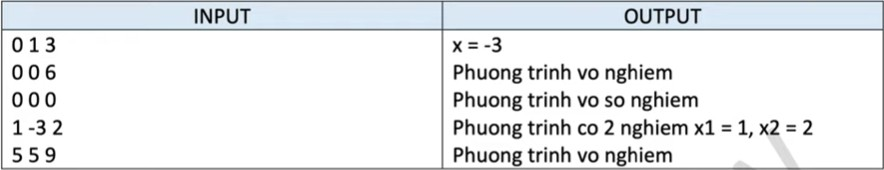 INPUT OUTPUT
0 1 3 x = -3
0 0 6 Phuong trinh vo nghiem
0 0 0 Phuong trinh vo so nghiem
1 -3 2 Phuong trinh co 2 nghiem x1 = 1, x2 = 2
5 5 9 Phuong trinh vo nghiem